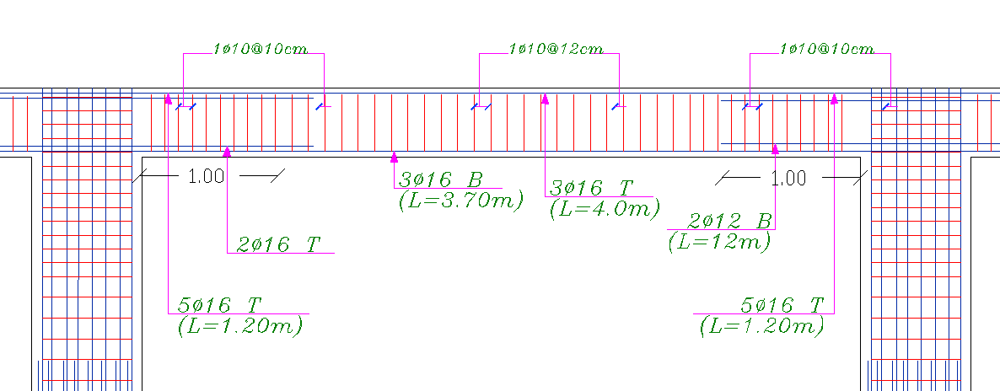 1ø10@10cm
1ø10@12cm
1ø10@10cm
1.00
3ø16 B
(L=3.70m)
3ø16 T
(L=4.0m)
1.00
2ø12 B
(L=12m)
2ø16 T
5ø16 T
(L=1.20m)
5ø16 T
(L=1.20m)